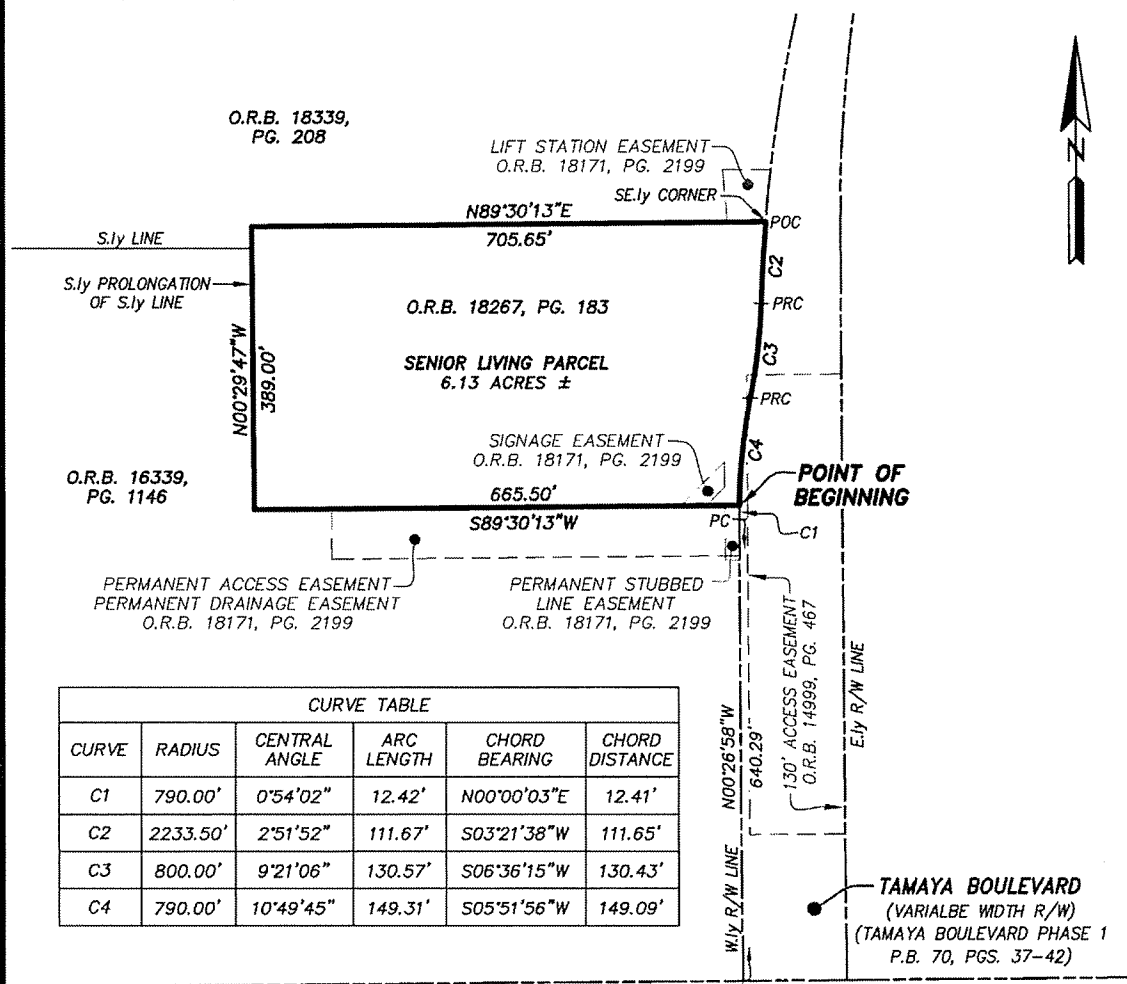 O.R.B. 18339,
PG. 208
LIFT STATION EASEMENT
O.R.B. 18171, PG. 2199
SE.ly CORNER
N
N89°30'13"E
705.65'
POC
S.ly LINE
S.ly PROLONGATION
OF S.ly LINE
C2
PRC
O.R.B. 18267, PG. 183
N00°29'47"W
389.00'
SENIOR LIVING PARCEL
6.13 ACRES ±
C3
PRC
SIGNAGE EASEMENT
O.R.B. 18171, PG. 2199
C4
O.R.B. 16339,
PG. 1146
665.50'
S89°30'13"W
POINT OF
BEGINNING
PC
C1
PERMANENT ACCESS EASEMENT
PERMANENT DRAINAGE EASEMENT
O.R.B. 18171, PG. 2199
PERMANENT STUBBED
LINE EASEMENT
O.R.B. 18171, PG. 2199
N00°26'58"W
640.29'
130' ACCESS EASEMENT
O.R.B. 14999, PG. 467
E.ly R/W LINE
W.ly R/W LINE
CURVE TABLE
CURVE RADIUS CENTRAL ANGLE ARC LENGTH CHORD BEARING CHORD DISTANCE
C1 790.00' 0°54'02" 12.42' N00°00'03"E 12.41'
C2 2233.50' 2°51'52" 111.67' S03°21'38"W 111.65'
C3 800.00' 9°21'06" 130.57' S06°36'15"W 130.43'
C4 790.00' 10°49'45" 149.31' S05°51'56"W 149.09'
TAMAYA BOULEVARD
(VARIALBE WIDTH R/W)
(TAMAYA BOULEVARD PHASE 1
P.B. 70, PGS. 37-42)